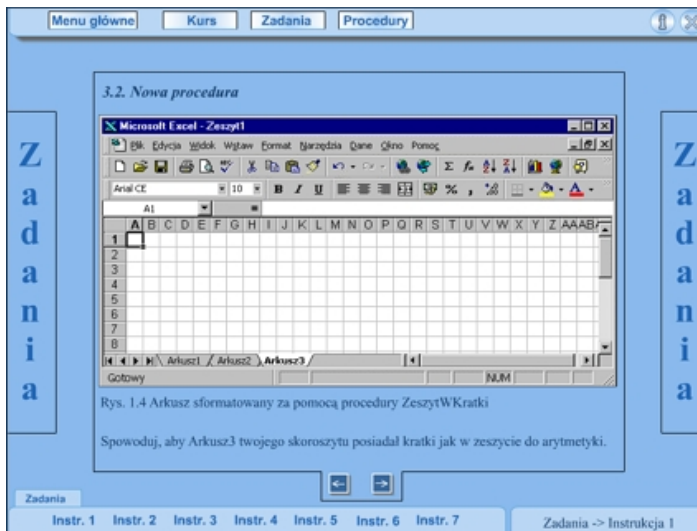 Menu główne Kurs Zadania Procedury
3.2. Nowa procedura
Microsoft Excel - Zeszyt1
Plik Edycja Widok Wstaw Format Narzędzia Dane Okno Pomoc
Arial CE 10 B I U % ,
A1 =
A B C D E F G H I J K L M N O P Q R S T U V W X Y Z AA AB
1
2
3
4
5
6
7
8
Arkusz1 Arkusz2 Arkusz3
Gotowy NUM
Rys. 1.4 Arkusz sformatowany za pomocą procedury ZeszytWKratki
Spowoduj, aby Arkusz3 twojego skoroszytu posiadał kratki jak w zeszycie do arytmetyki.
Zadania
Zadania
Zadania
Instr. 1 Instr. 2 Instr. 3 Instr. 4 Instr. 5 Instr. 6 Instr. 7
Zadania -> Instrukcja 1